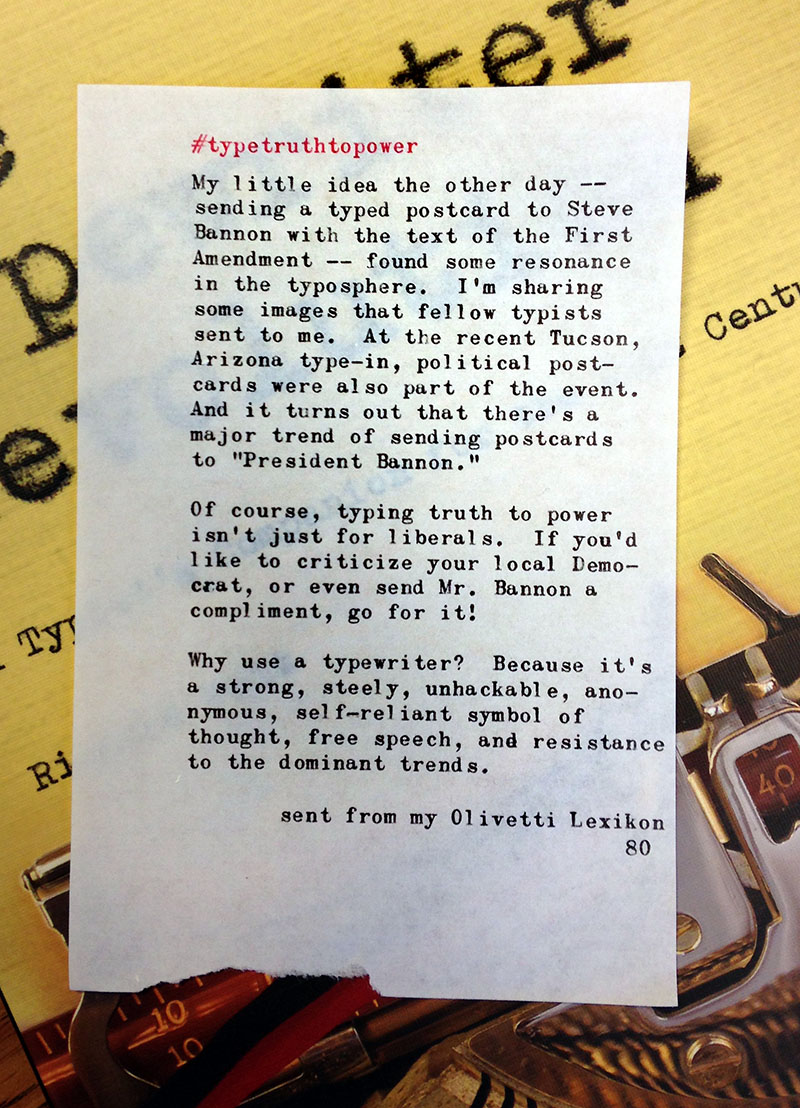 #typetruthtopower
My little idea the other day --
sending a typed postcard to Steve
Bannon with the text of the First
Amendment -- found some resonance
in the typosphere.  I'm sharing
some images that fellow typists
sent to me.  At the recent Tucson,
Arizona type-in, political post-
cards were also part of the event.
And it turns out that there's a
major trend of sending postcards
to "President Bannon."
Of course, typing truth to power
isn't just for liberals.  If you'd
like to criticize your local Demo-
crat, or even send Mr. Bannon a
compliment, go for it!
Why use a typewriter?  Because it's
a strong, steely, unhackable, ano-
nymous, self-reliant symbol of
thought, free speech, and resistance
to the dominant trends.
sent from my Olivetti Lexikon
80
40
10
10